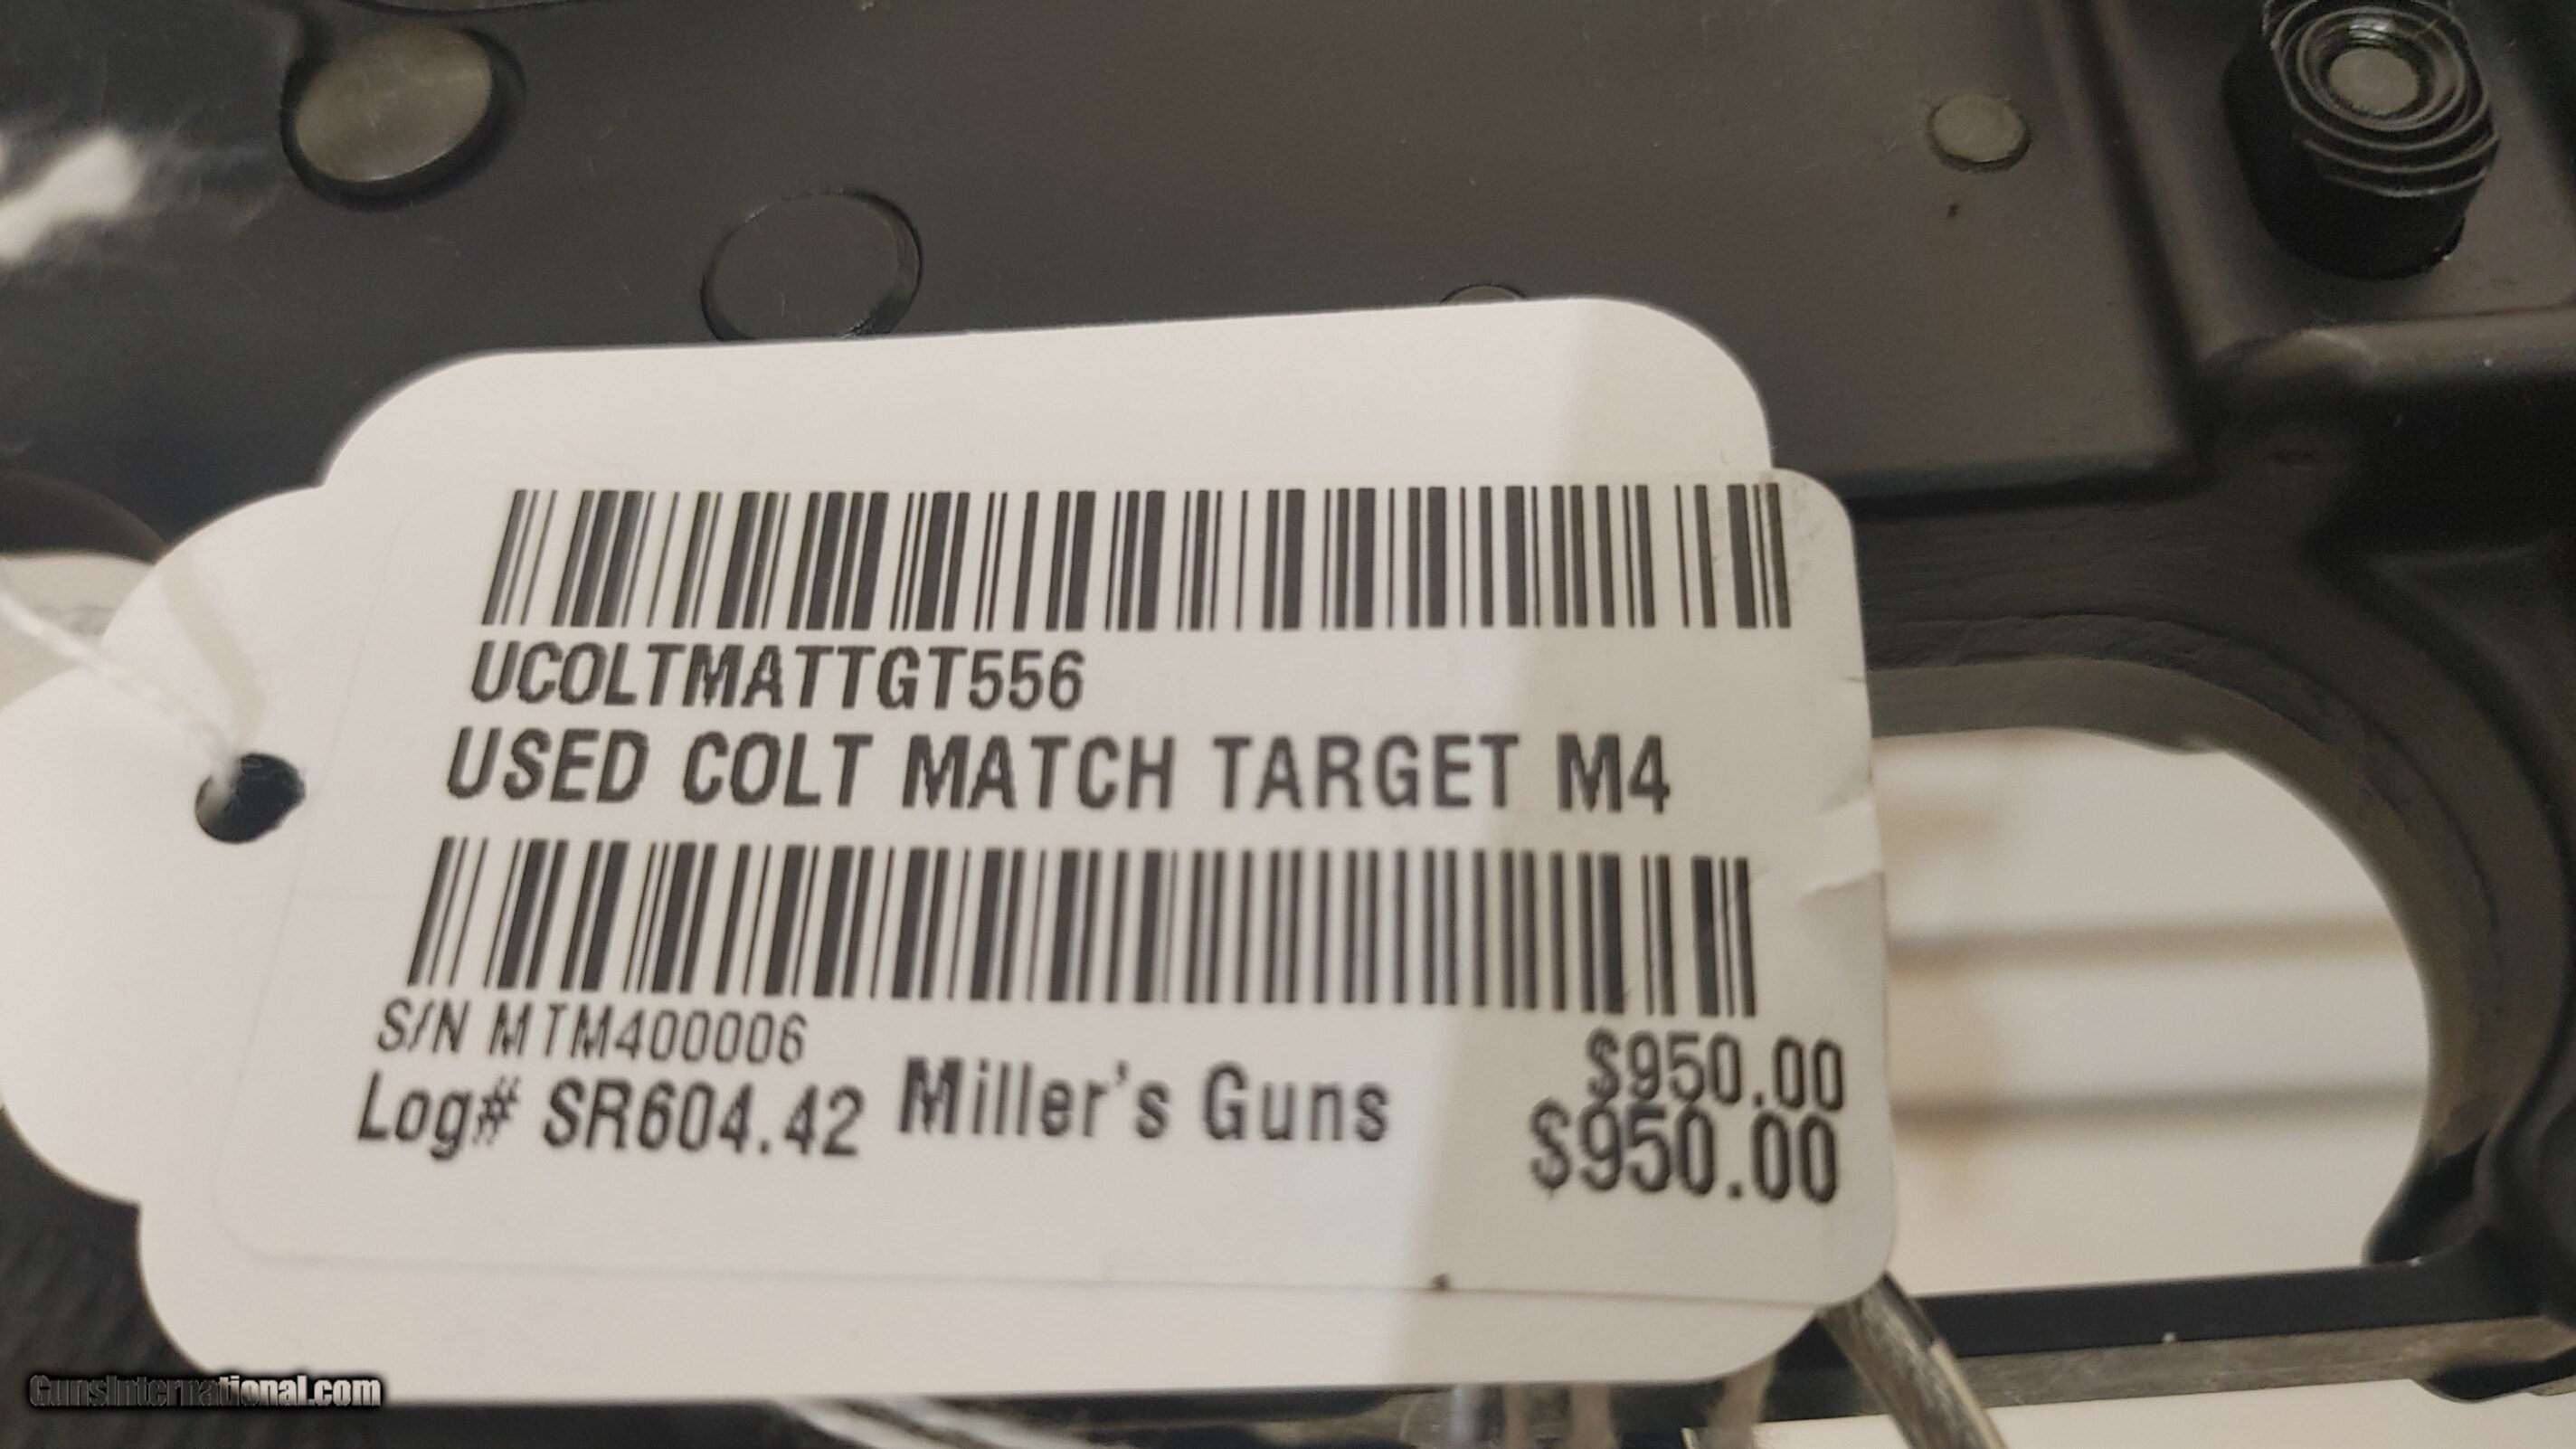 UCOLTMATTGT556
USED COLT MATCH TARGET M4
S/N MTM400006
$950.00
Log# SR604.42 Miller's Guns
$950.00
GunsInternational.com